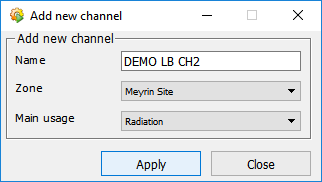 Add new channel
Add new channel
Name DEMO LB CH2
Zone Meyrin Site
Main usage Radiation
Apply Close